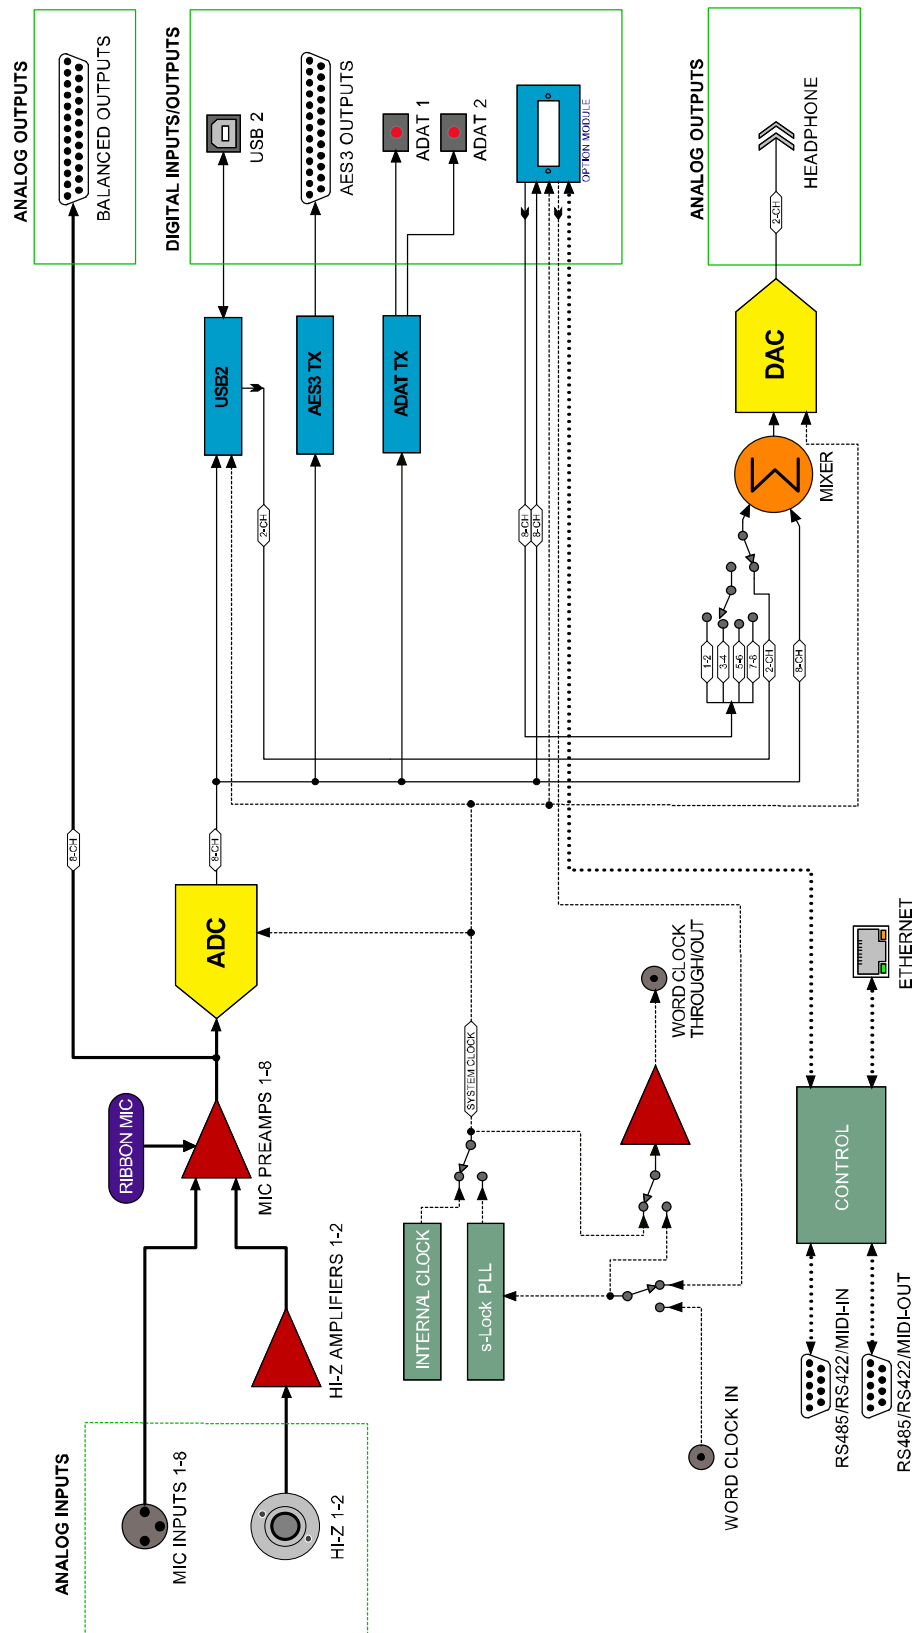 ANALOG OUTPUTS
BALANCED OUTPUTS
DIGITAL INPUTS/OUTPUTS
USB 2
AES3 OUTPUTS
ADAT 1
ADAT 2
OPTION MODULE
ANALOG OUTPUTS
HEADPHONE
2-CH
USB2
AES3 TX
ADAT TX
DAC
MIXER
2-CH
8-CH
8-CH
1-2
3-4
5-6
7-8
2-CH
8-CH
8-CH
8-CH
ADC
RIBBON MIC
MIC PREAMPS 1-8
SYSTEM CLOCK
WORD CLOCK
THROUGH/OUT
ETHERNET
INTERNAL CLOCK
s-Lock PLL
CONTROL
HI-Z AMPLIFIERS 1-2
ANALOG INPUTS
MIC INPUTS 1-8
HI-Z 1-2
WORD CLOCK IN
RS485/RS422/MIDI-IN
RS485/RS422/MIDI-OUT